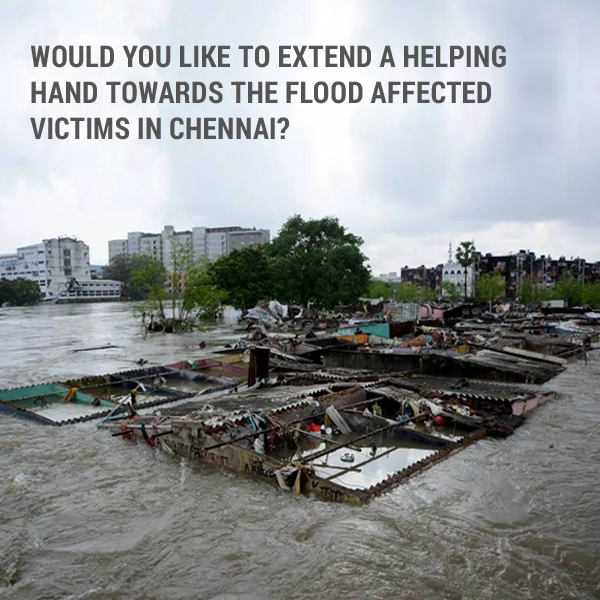 WOULD YOU LIKE TO EXTEND A HELPING
HAND TOWARDS THE FLOOD AFFECTED
VICTIMS IN CHENNAI?